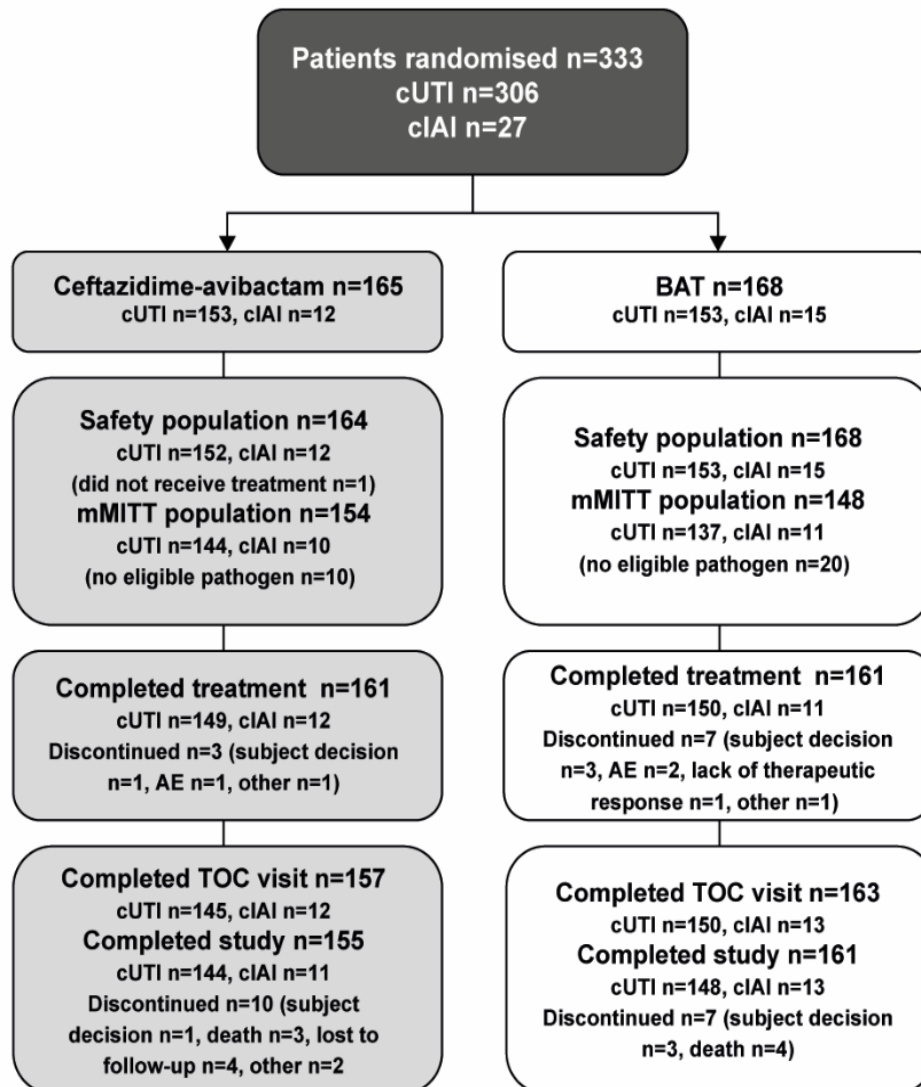 Patients randomised n=333
cUTI n=306
cIAI n=27
Ceftazidime-avibactam n=165
cUTI n=153, cIAI n=12
BAT n=168
cUTI n=153, cIAI n=15
Safety population n=164
cUTI n=152, cIAI n=12
(did not receive treatment n=1)
mMITT population n=154
cUTI n=144, cIAI n=10
(no eligible pathogen n=10)
Safety population n=168
cUTI n=153, cIAI n=15
mMITT population n=148
cUTI n=137, cIAI n=11
(no eligible pathogen n=20)
Completed treatment n=161
cUTI n=149, cIAI n=12
Discontinued n=3 (subject decision
n=1, AE n=1, other n=1)
Completed treatment n=161
cUTI n=150, cIAI n=11
Discontinued n=7 (subject decision
n=3, AE n=2, lack of therapeutic
response n=1, other n=1)
Completed TOC visit n=157
cUTI n=145, cIAI n=12
Completed study n=155
cUTI n=144, cIAI n=11
Discontinued n=10 (subject
decision n=1, death n=3, lost to
follow-up n=4, other n=2
Completed TOC visit n=163
cUTI n=150, cIAI n=13
Completed study n=161
cUTI n=148, cIAI n=13
Discontinued n=7 (subject decision
n=3, death n=4)